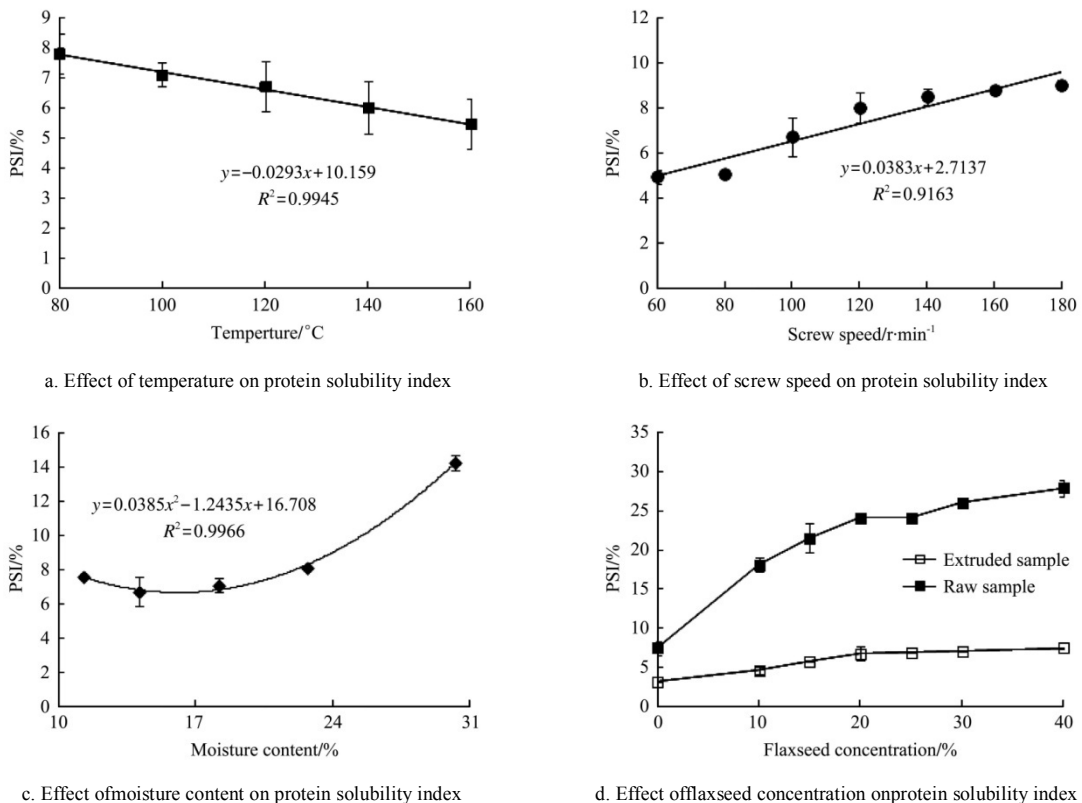 9
8
7
6
5
4
3
2
1
0
PSI/%
y=−0.0293x+10.159
R²=0.9945
80 100 120 140 160
Temperture/°C
a. Effect of temperature on protein solubility index
12
10
8
6
4
2
0
PSI/%
y=0.0383x+2.7137
R²=0.9163
60 80 100 120 140 160 180
Screw speed/r·min⁻¹
b. Effect of screw speed on protein solubility index
16
14
12
10
8
6
4
2
0
PSI/%
y=0.0385x²−1.2435x+16.708
R²=0.9966
10 17 24 31
Moisture content/%
c. Effect ofmoisture content on protein solubility index
35
30
25
20
15
10
5
0
PSI/%
Extruded sample
Raw sample
0 10 20 30 40
Flaxseed concentration/%
d. Effect offlaxseed concentration onprotein solubility index